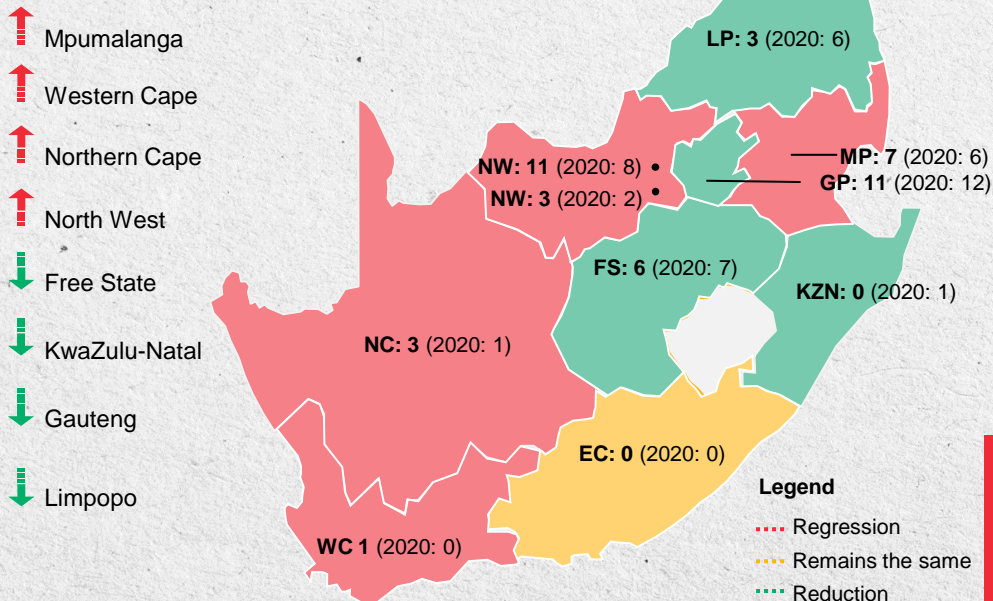 Mpumalanga
Western Cape
Northern Cape
North West
Free State
KwaZulu-Natal
Gauteng
Limpopo
LP: 3 (2020: 6)
NW: 11 (2020: 8)
NW: 3 (2020: 2)
MP: 7 (2020: 6)
GP: 11 (2020: 12)
FS: 6 (2020: 7)
KZN: 0 (2020: 1)
NC: 3 (2020: 1)
EC: 0 (2020: 0)
WC 1 (2020: 0)
Legend
Regression
Remains the same
Reduction